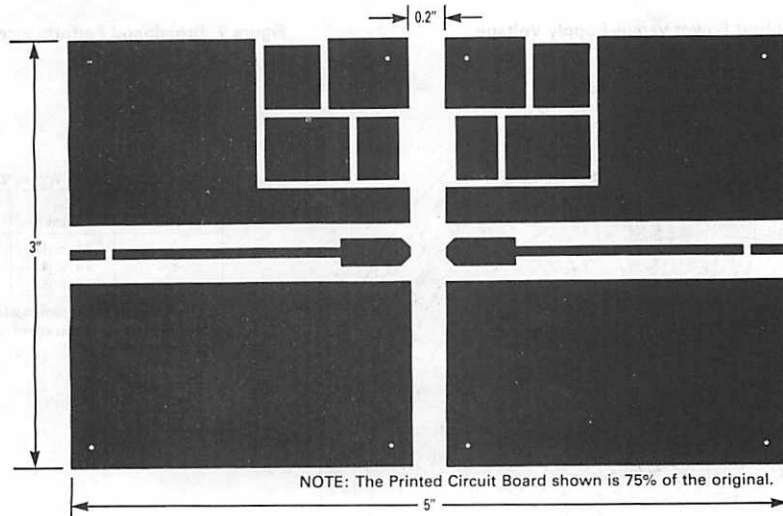 0.2"
3"
NOTE: The Printed Circuit Board shown is 75% of the original.
5"